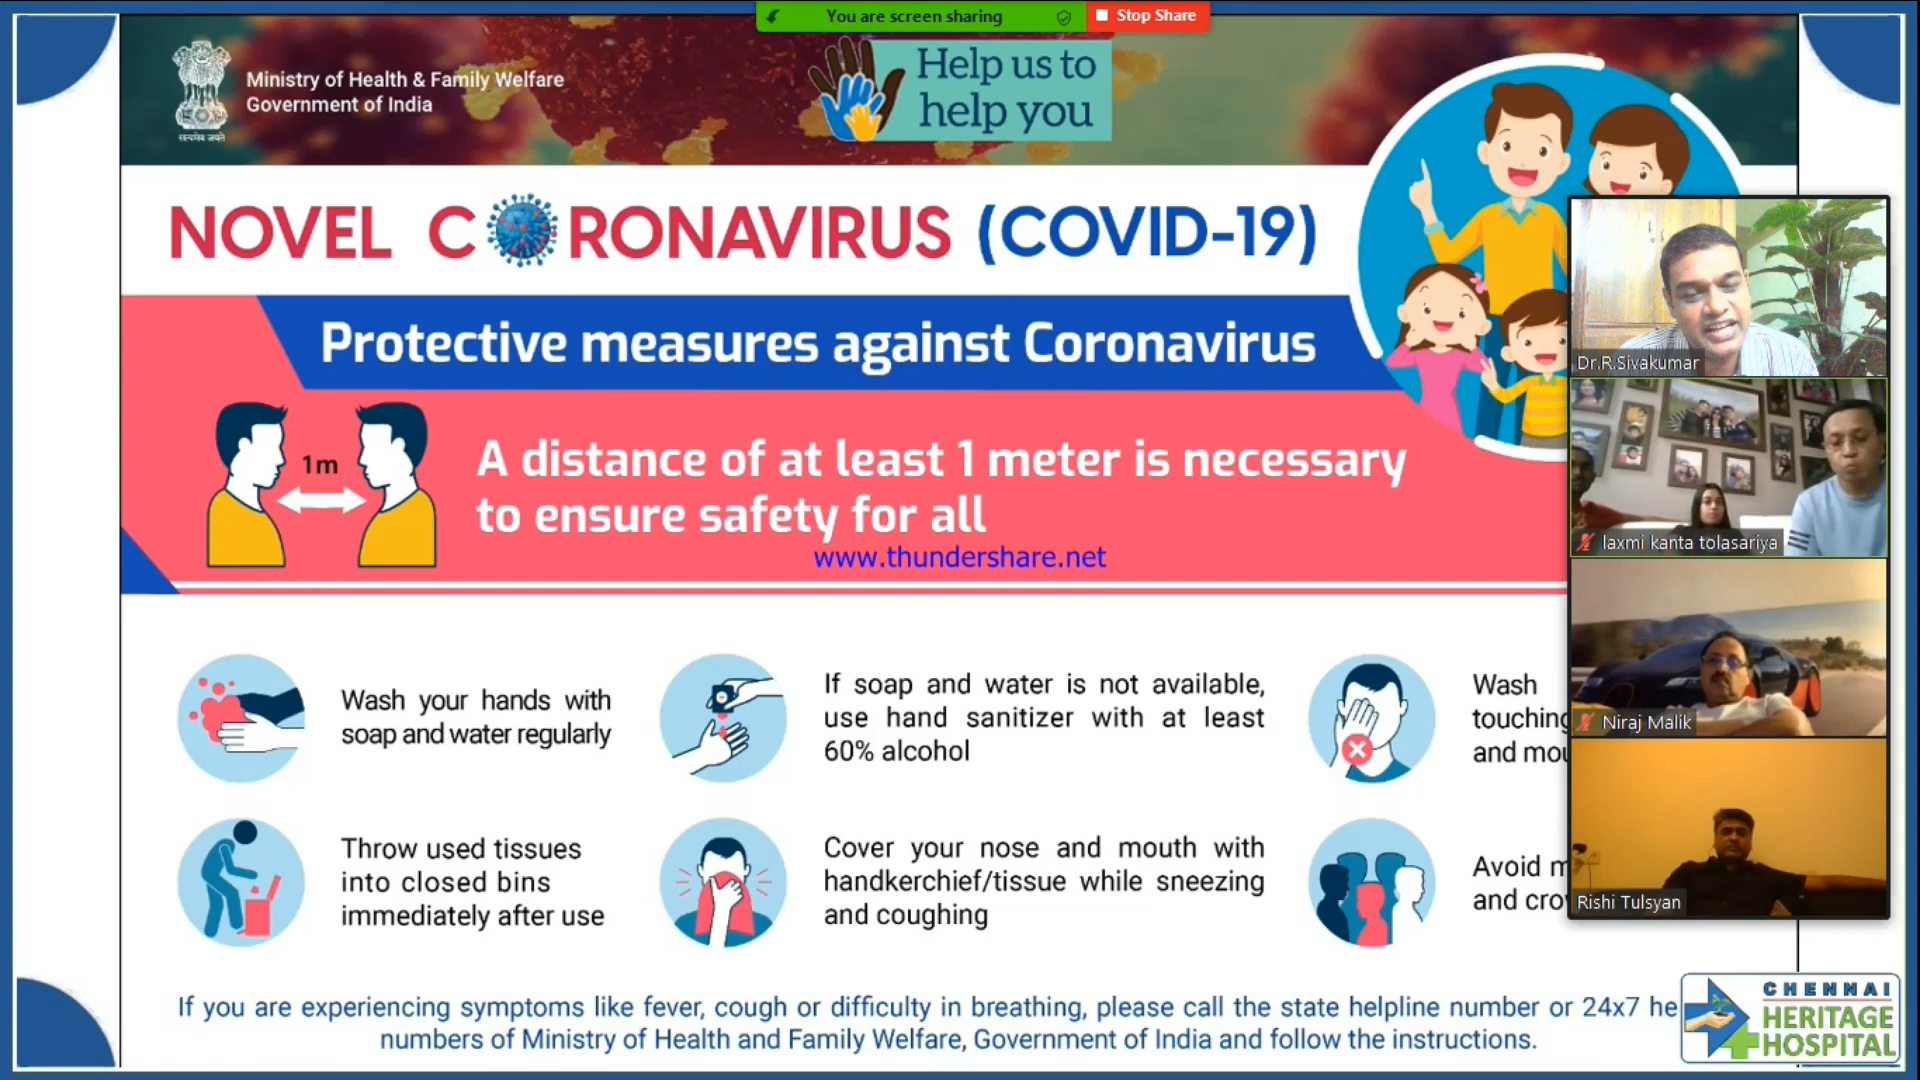 You are screen sharing
Stop Share
सत्यमेव जयते
Ministry of Health & Family Welfare
Government of India
Help us to
help you
NOVEL CORONAVIRUS (COVID-19)
Protective measures against Coronavirus
1m
A distance of at least 1 meter is necessary
to ensure safety for all
www.thundershare.net
Wash your hands with
soap and water regularly
If soap and water is not available,
use hand sanitizer with at least
60% alcohol
Wash
touching
and mou
Throw used tissues
into closed bins
immediately after use
Cover your nose and mouth with
handkerchief/tissue while sneezing
and coughing
Avoid m
and cro
If you are experiencing symptoms like fever, cough or difficulty in breathing, please call the state helpline number or 24x7 he
numbers of Ministry of Health and Family Welfare, Government of India and follow the instructions.
Dr.R.Sivakumar
laxmi kanta tolasariya
Niraj Malik
Rishi Tulsyan
CHENNAI
HERITAGE
HOSPITAL